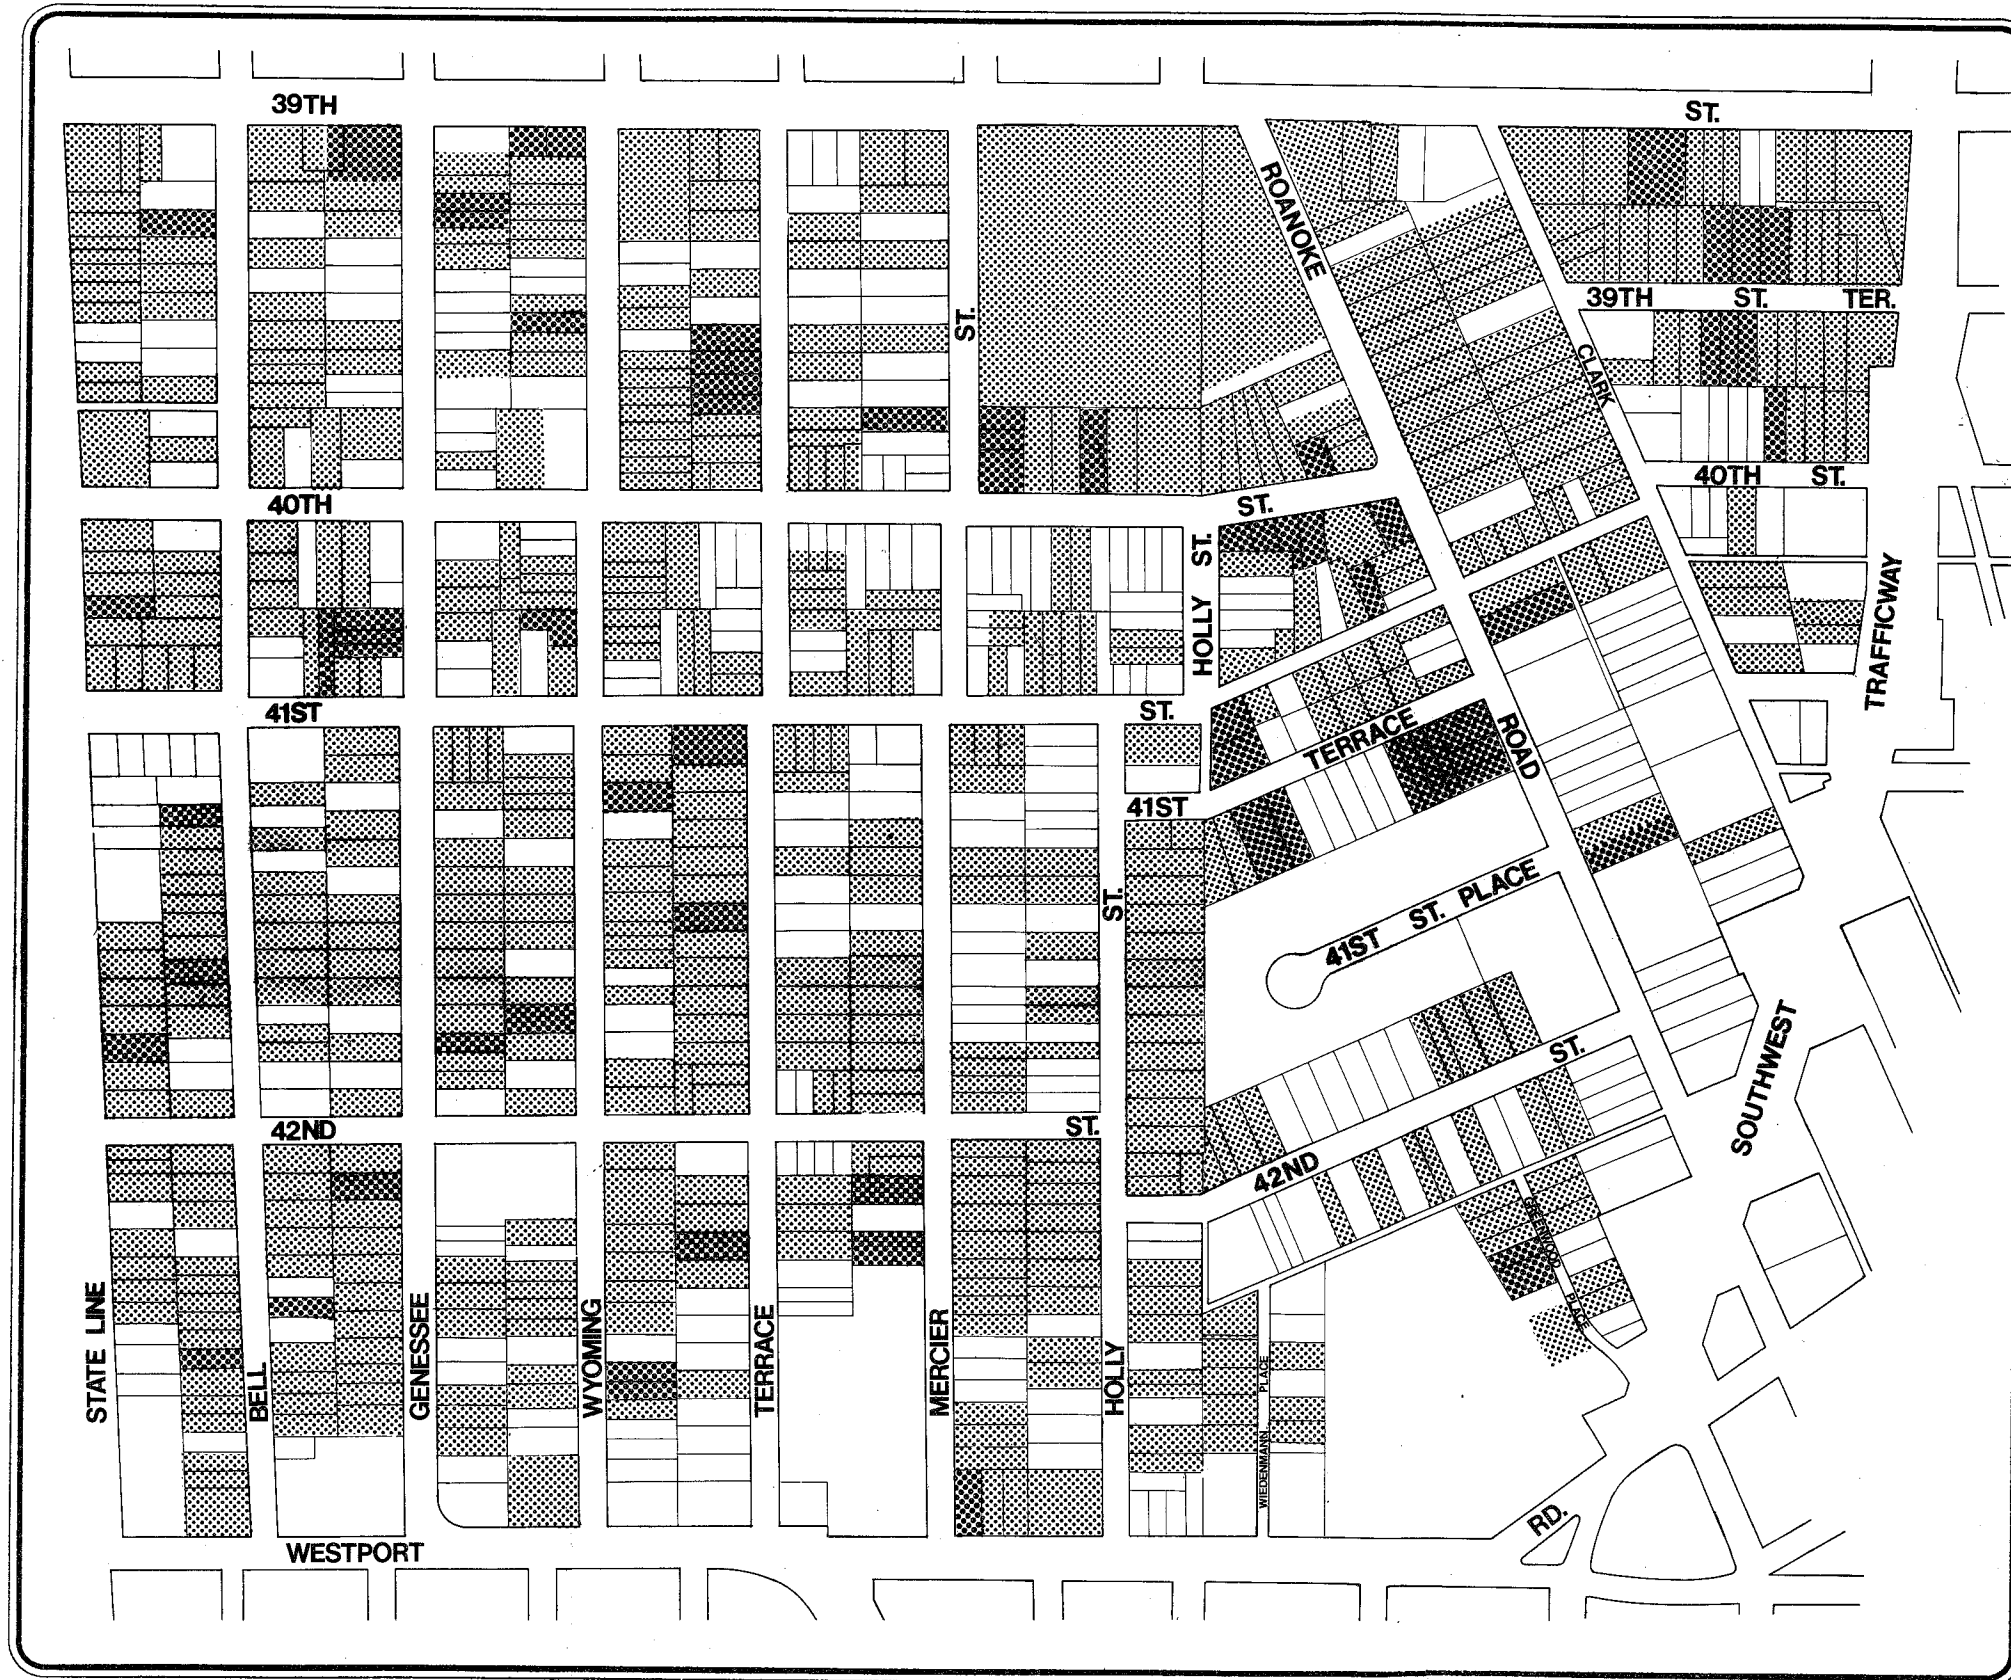 39TH
ST.
ROANOKE
39TH ST. TER.
ST.
CLARK
40TH ST.
40TH
ST.
HOLLY ST.
TRAFFICWAY
41ST
ST.
TERRACE
ROAD
41ST
ST.
41ST ST. PLACE
SOUTHWEST
ST.
42ND
ST.
42ND
GREENWOOD PLACE
STATE LINE
BELL
GENESSEE
WYOMING
TERRACE
MERCIER
HOLLY
WIEDENMANN PLACE
RD.
WESTPORT